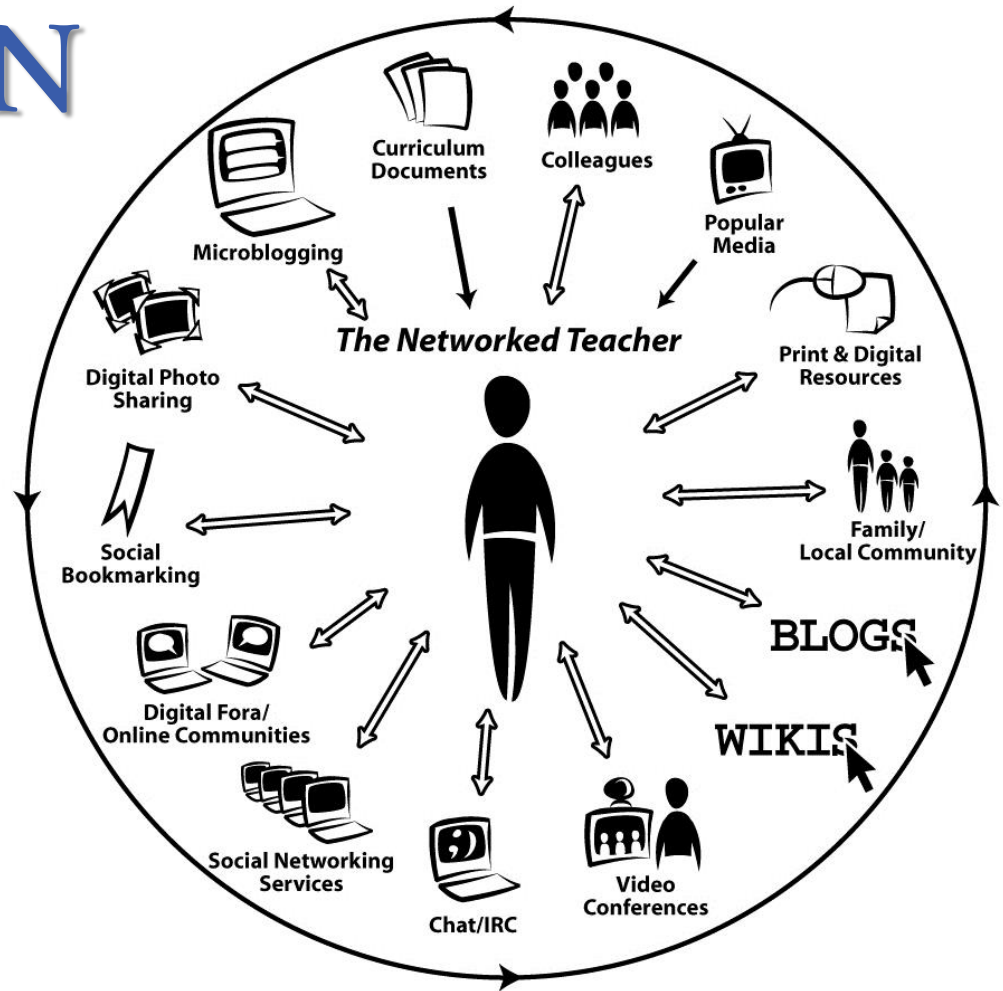 N
Curriculum
Documents
Colleagues
Popular
Media
Microblogging
The Networked Teacher
Print & Digital
Resources
Digital Photo
Sharing
Family/
Local Community
Social
Bookmarking
BLOGS
Digital Fora/
Online Communities
WIKIS
Social Networking
Services
Chat/IRC
Video
Conferences